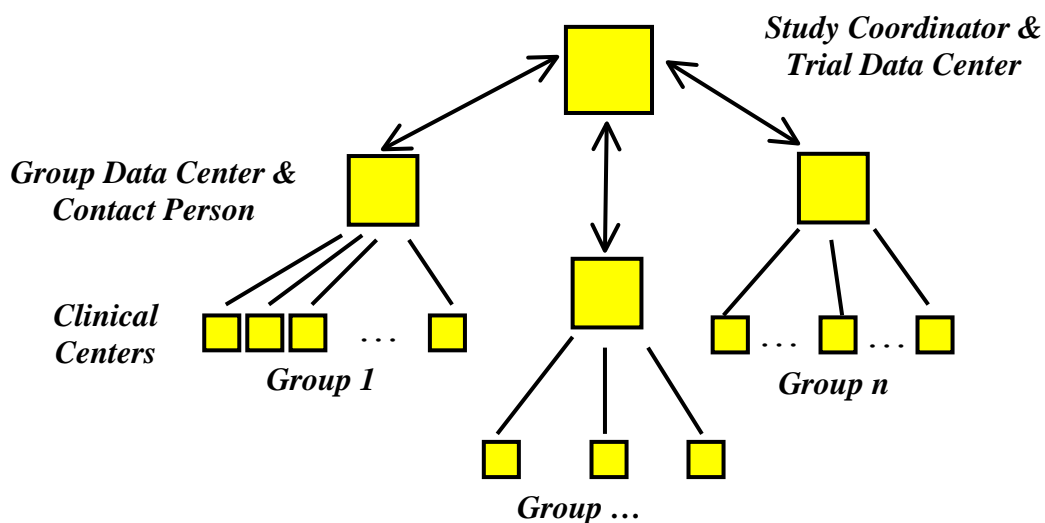 Study Coordinator &
Trial Data Center
Group Data Center &
Contact Person
Clinical
Centers
...
Group 1
... ...
Group n
Group …